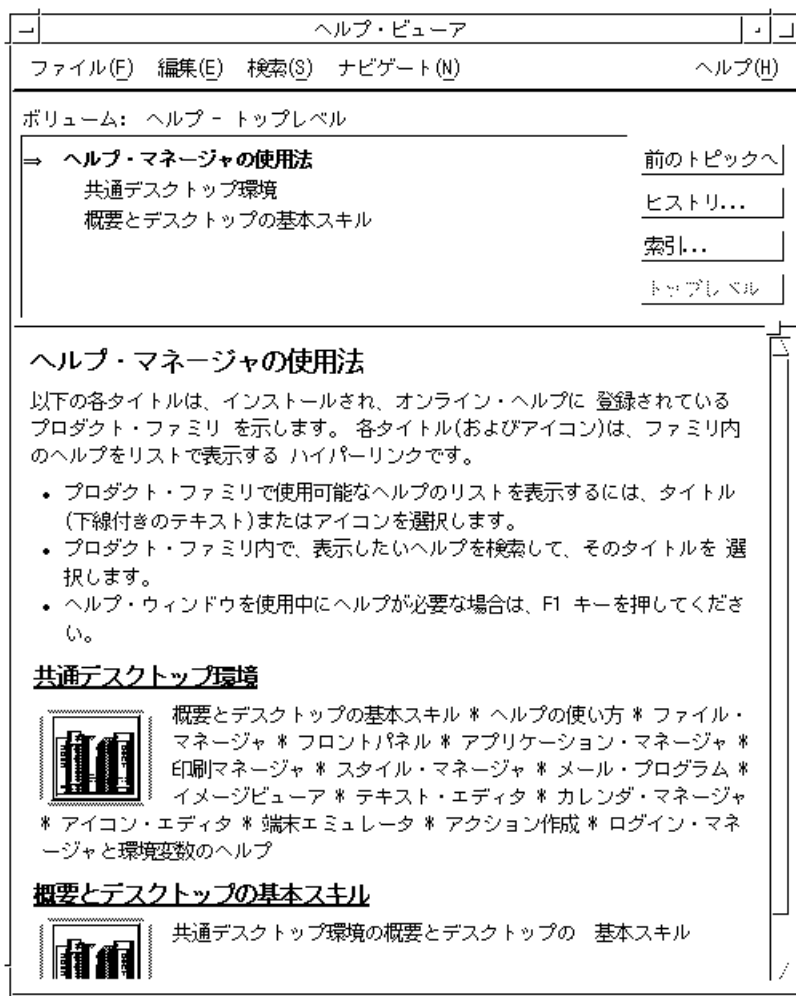 ヘルプ・ビューア
ファイル(F) 編集(E) 検索(S) ナビゲート(N) ヘルプ(H)
ボリューム: ヘルプ - トップレベル
⇒ ヘルプ・マネージャの使用法
共通デスクトップ環境
概要とデスクトップの基本スキル
前のトピックへ
ヒストリ...
索引...
トップレベル
ヘルプ・マネージャの使用法
以下の各タイトルは、インストールされ、オンライン・ヘルプに 登録されている
プロダクト・ファミリ を示します。 各タイトル(およびアイコン)は、ファミリ内
のヘルプをリストで表示する ハイパーリンクです。
• プロダクト・ファミリで使用可能なヘルプのリストを表示するには、タイトル
(下線付きのテキスト)またはアイコンを選択します。
• プロダクト・ファミリ内で、表示したいヘルプを検索して、そのタイトルを 選
択します。
• ヘルプ・ウィンドウを使用中にヘルプが必要な場合は、F1 キーを押してくださ
い。
共通デスクトップ環境
概要とデスクトップの基本スキル * ヘルプの使い方 * ファイル・
マネージャ * フロントパネル * アプリケーション・マネージャ *
印刷マネージャ * スタイル・マネージャ * メール・プログラム *
イメージビューア * テキスト・エディタ * カレンダ・マネージャ
* アイコン・エディタ * 端末エミュレータ * アクション作成 * ログイン・マネ
ージャと環境変数のヘルプ
概要とデスクトップの基本スキル
共通デスクトップ環境の概要とデスクトップの 基本スキル